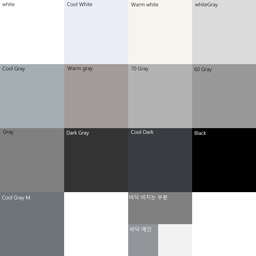 white
Cool White
Warm white
whiteGray
Cool Gray
Warm gray
70 Gray
60 Gray
Gray
Dark Gray
Cool Dark
Black
Cool Gray M
바닥 비치는 부분
바닥 메인